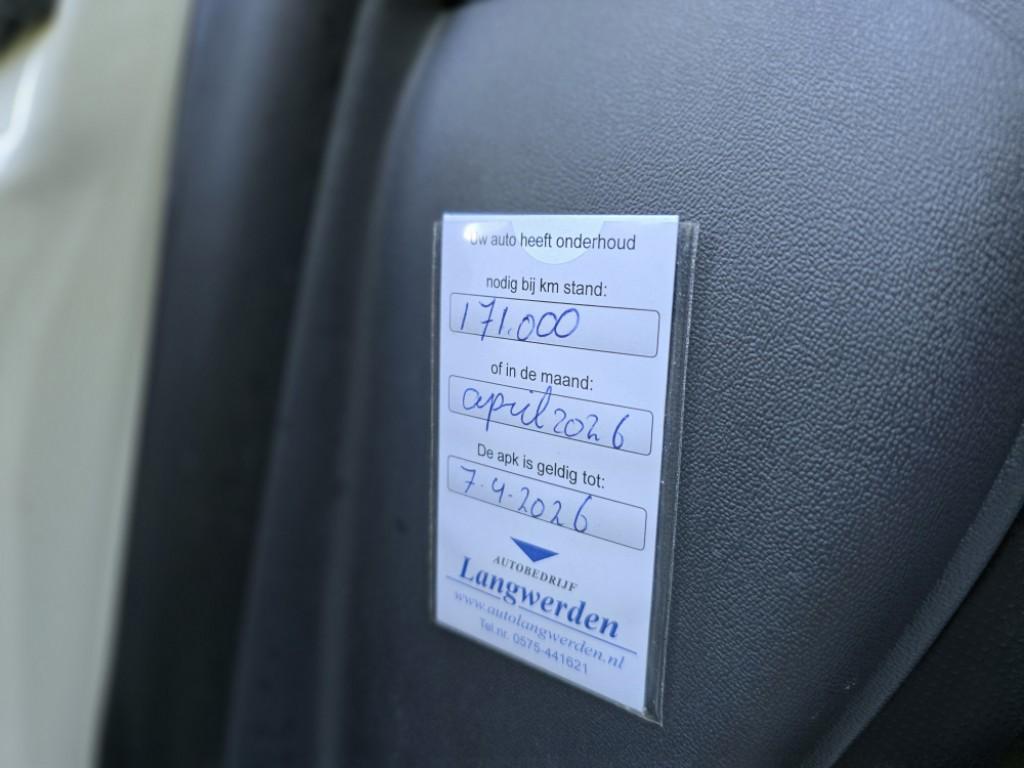 Uw auto heeft onderhoud
nodig bij km stand:
171.000
of in de maand:
april 2026
De apk is geldig tot:
7-4-2026
AUTOBEDRIJF
Langwerden
www.autolangwerden.nl
Tel.nr. 0575-441621